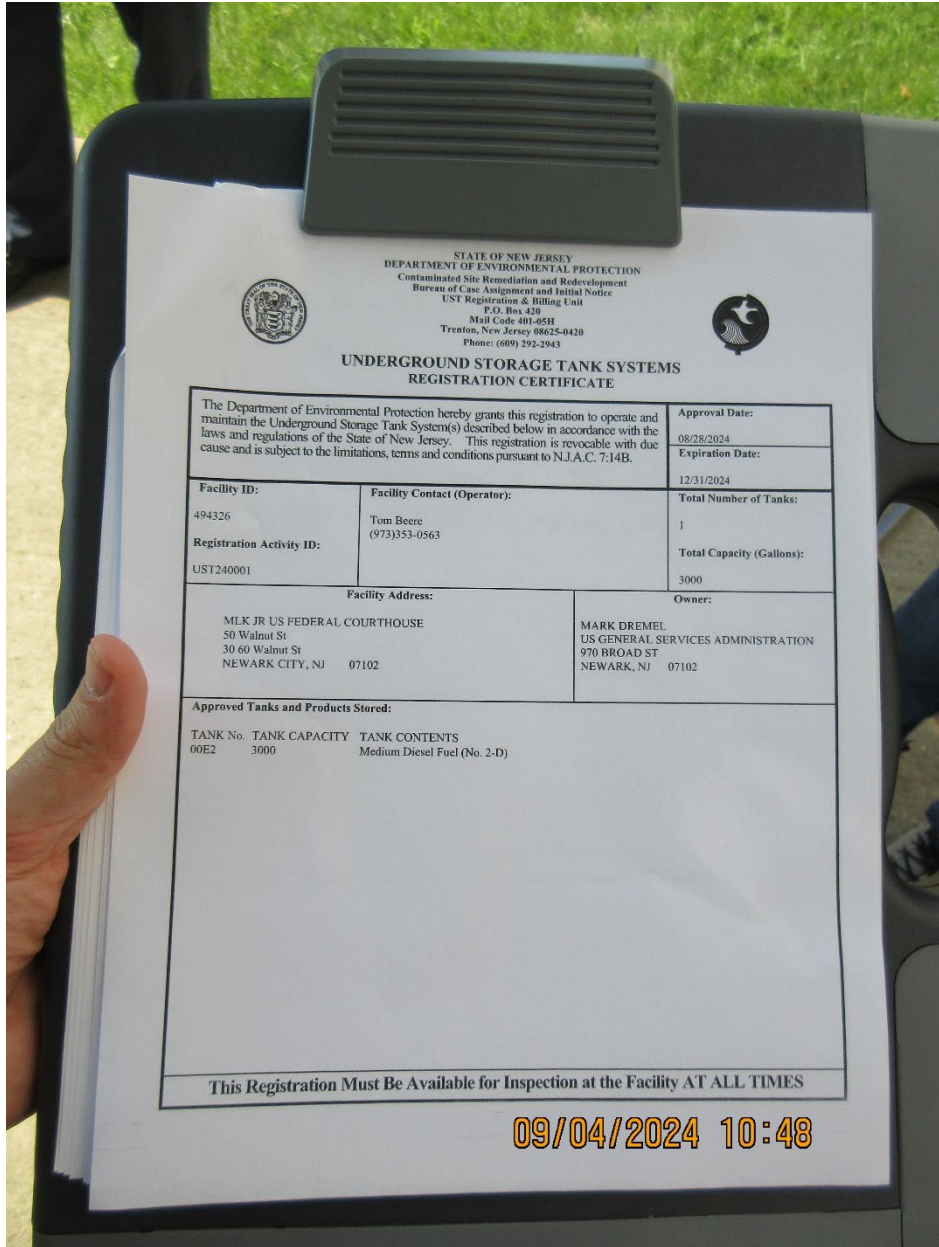 STATE OF NEW JERSEY
DEPARTMENT OF ENVIRONMENTAL PROTECTION
Contaminated Site Remediation and Redevelopment
Bureau of Case Assignment and Initial Notice
UST Registration & Billing Unit
P.O. Box 420
Mail Code 401-05H
Trenton, New Jersey 08625-0420
Phone: (609) 292-2943
UNDERGROUND STORAGE TANK SYSTEMS
REGISTRATION CERTIFICATE
The Department of Environmental Protection hereby grants this registration to operate and
maintain the Underground Storage Tank System(s) described below in accordance with the
laws and regulations of the State of New Jersey. This registration is revocable with due
cause and is subject to the limitations, terms and conditions pursuant to N.J.A.C. 7:14B.
Approval Date:
08/28/2024
Expiration Date:
12/31/2024
Facility ID:
494326
Registration Activity ID:
UST240001
Facility Contact (Operator):
Tom Beere
(973)353-0563
Total Number of Tanks:
1
Total Capacity (Gallons):
3000
Facility Address:
MLK JR US FEDERAL COURTHOUSE
50 Walnut St
30 60 Walnut St
NEWARK CITY, NJ 07102
Owner:
MARK DREMEL
US GENERAL SERVICES ADMINISTRATION
970 BROAD ST
NEWARK, NJ 07102
Approved Tanks and Products Stored:
TANK No. TANK CAPACITY TANK CONTENTS
00E2 3000 Medium Diesel Fuel (No. 2-D)
This Registration Must Be Available for Inspection at the Facility AT ALL TIMES
09/04/2024 10:48